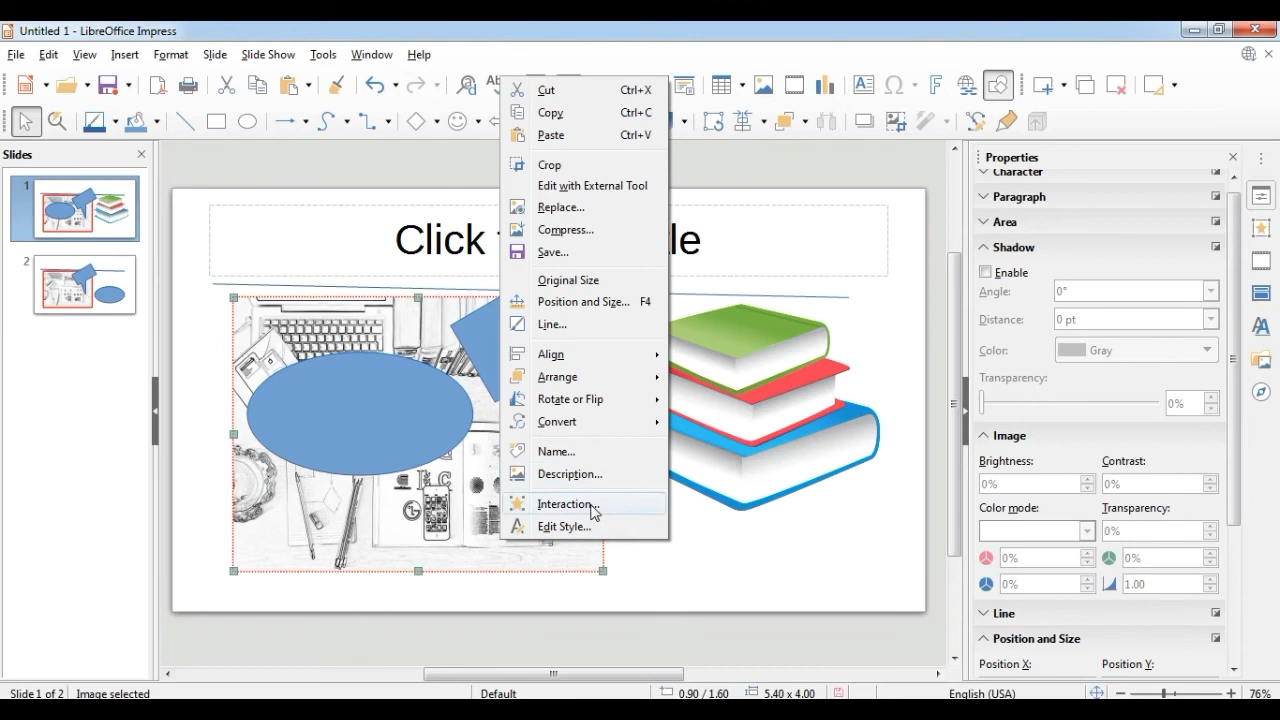 Untitled 1 - LibreOffice Impress
File Edit View Insert Format Slide Slide Show Tools Window Help
Slides
1
2
Click
tle
Cut Ctrl+X
Copy Ctrl+C
Paste Ctrl+V
Crop
Edit with External Tool
Replace...
Compress...
Save...
Original Size
Position and Size... F4
Line...
Align
Arrange
Rotate or Flip
Convert
Name...
Description...
Interaction...
Edit Style...
Properties
Character
Paragraph
Area
Shadow
Enable
Angle: 0°
Distance: 0 pt
Color: Gray
Transparency:
0%
Image
Brightness: Contrast:
0% 0%
Color mode: Transparency:
0%
0% 0%
0% 1.00
Line
Position and Size
Position X: Position Y:
Slide 1 of 2 Image selected Default 0.90 / 1.60 5.40 x 4.00 English (USA) 76%